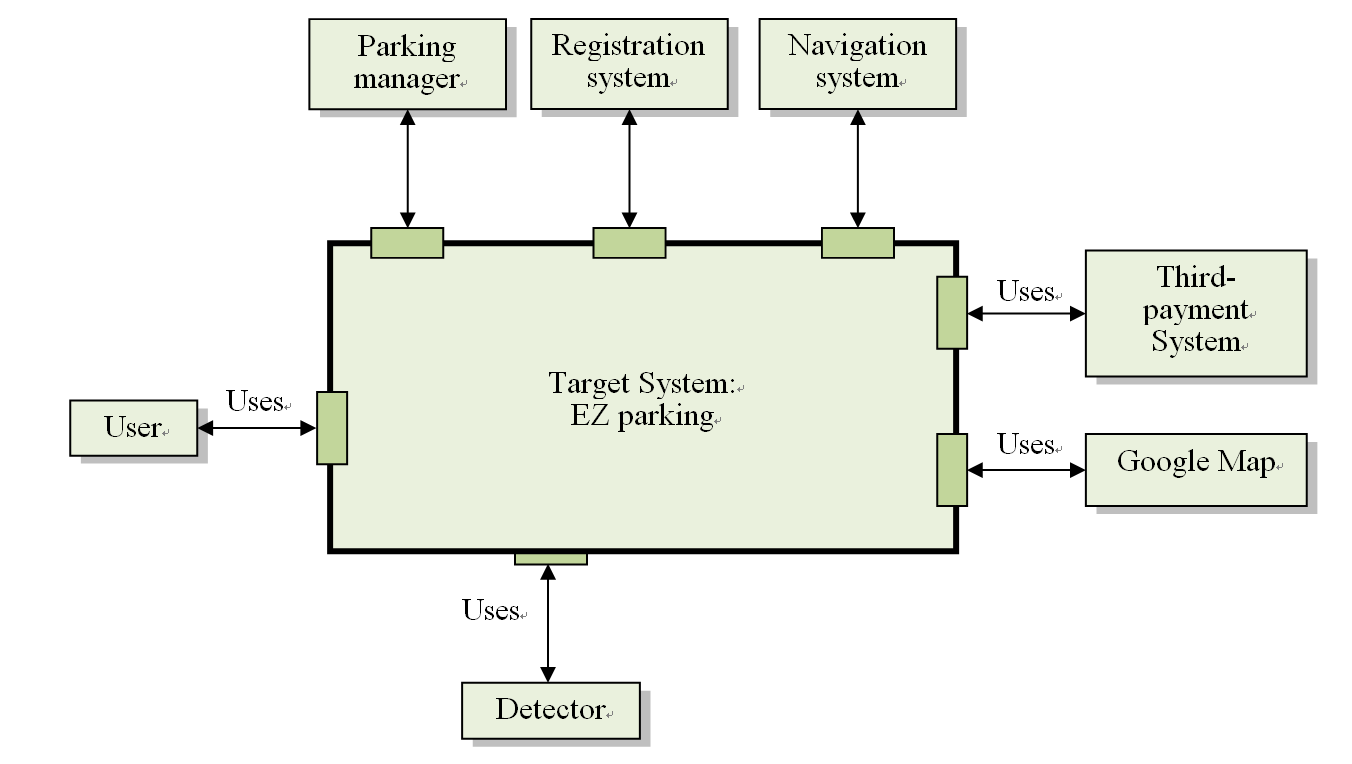 Parking
manager
Registration
system
Navigation
system
Uses
Third-
payment
System
Target System:
EZ parking
Uses
User
Uses
Google Map
Uses
Detector